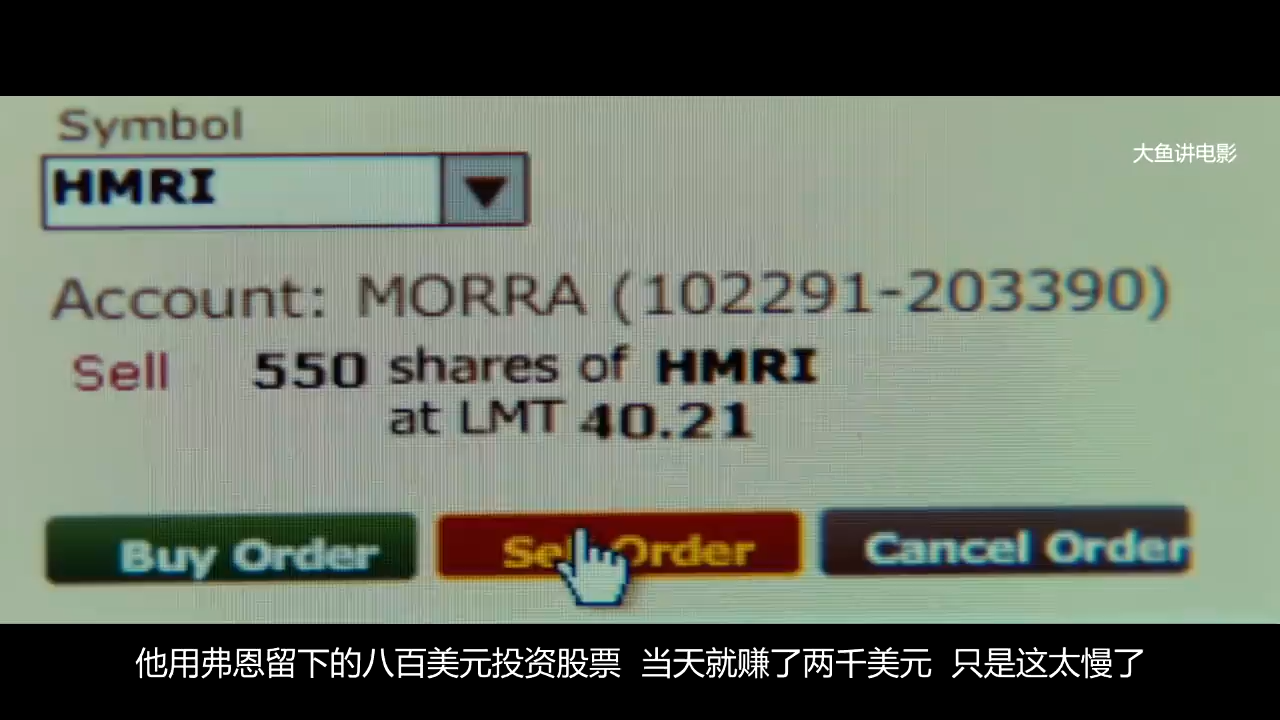 Symbol
大鱼讲电影
HMRI
Account: MORRA (102291-203390)
Sell 550 shares of HMRI
at LMT 40.21
Buy Order Sell Order Cancel Order
他用弗恩留下的八百美元投资股票 当天就赚了两千美元 只是这太慢了